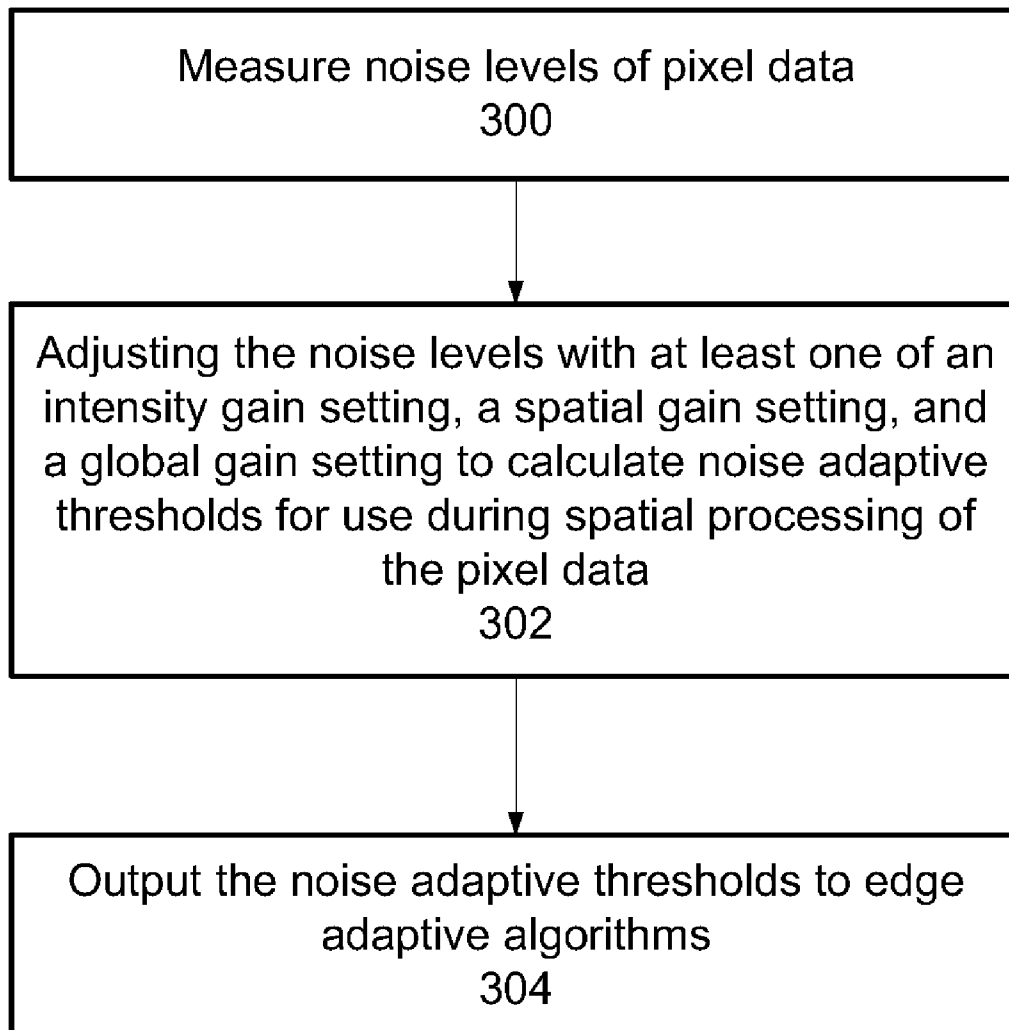 Measure noise levels of pixel data
300
Adjusting the noise levels with at least one of an
intensity gain setting, a spatial gain setting, and
a global gain setting to calculate noise adaptive
thresholds for use during spatial processing of
the pixel data
302
Output the noise adaptive thresholds to edge
adaptive algorithms
304